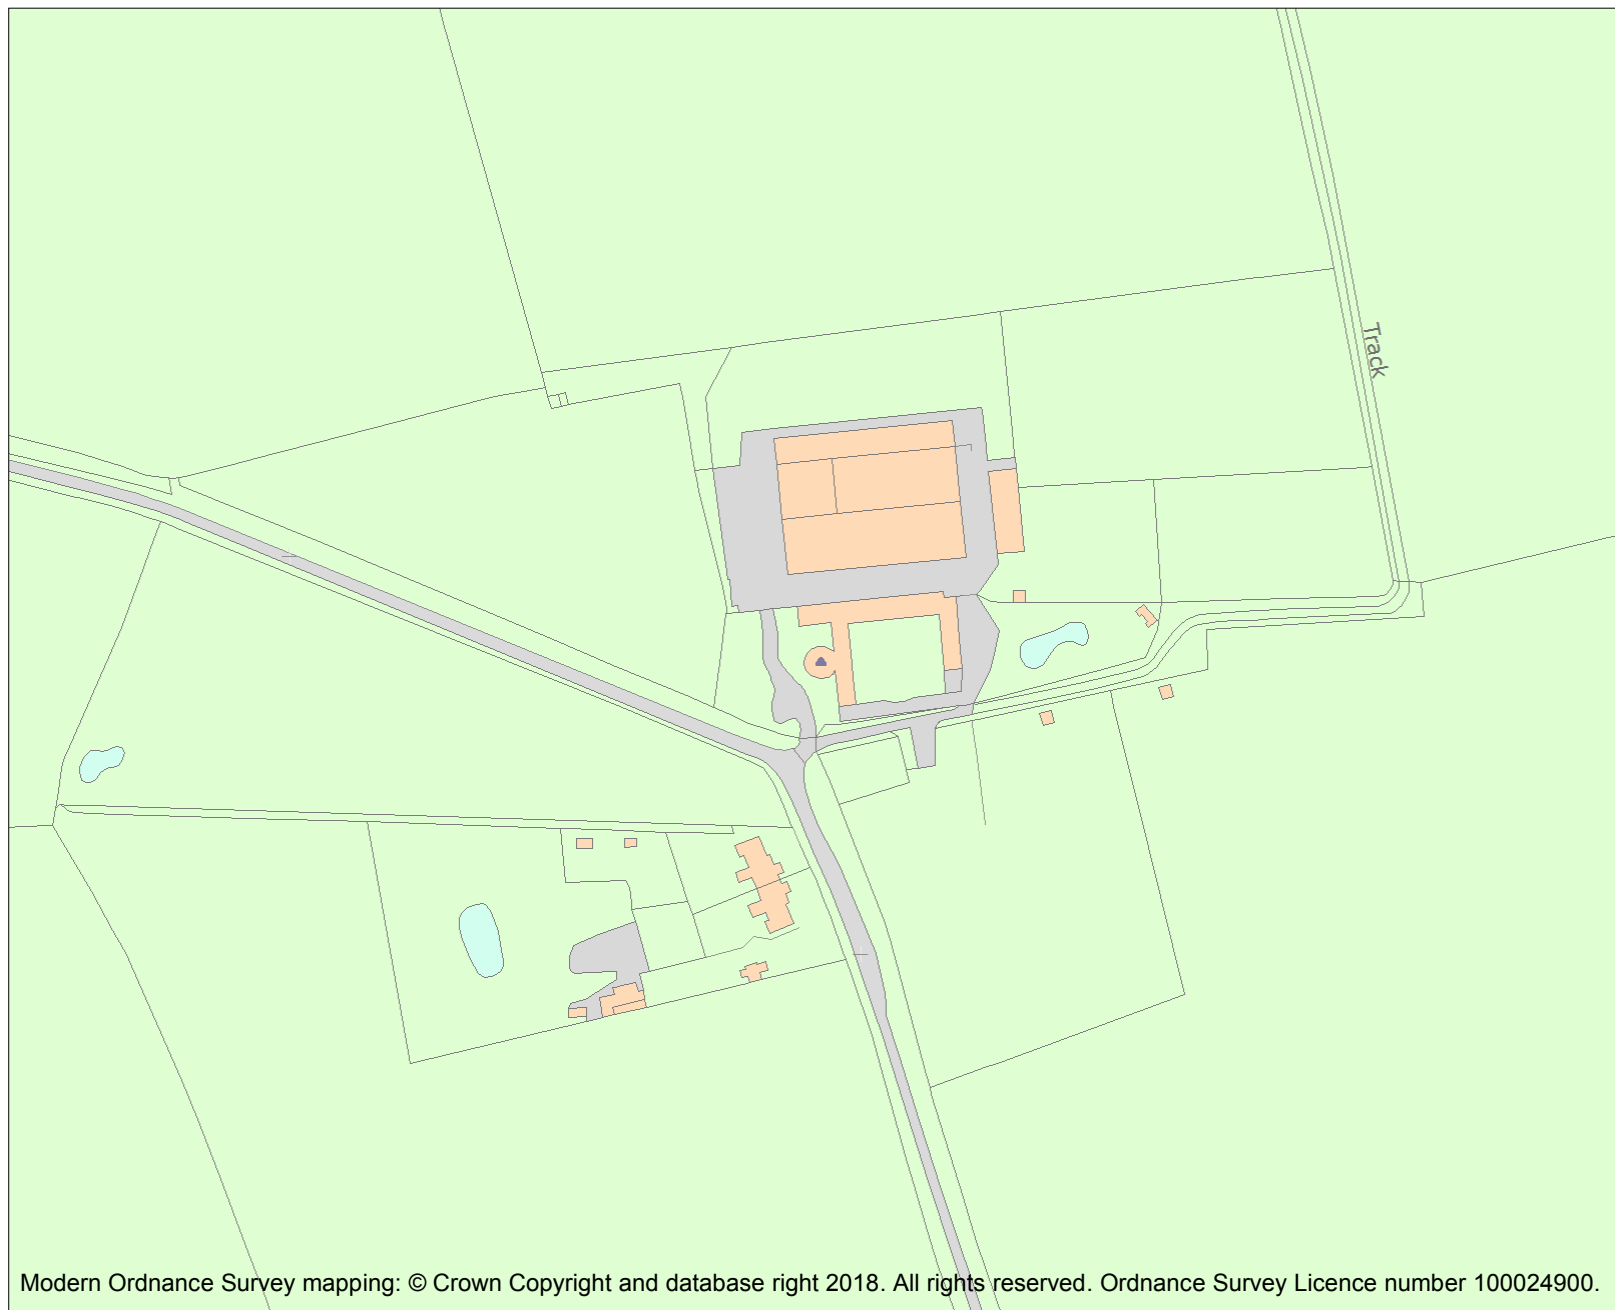 Track
Modern Ordnance Survey mapping: © Crown Copyright and database right 2018. All rights reserved. Ordnance Survey Licence number 100024900.